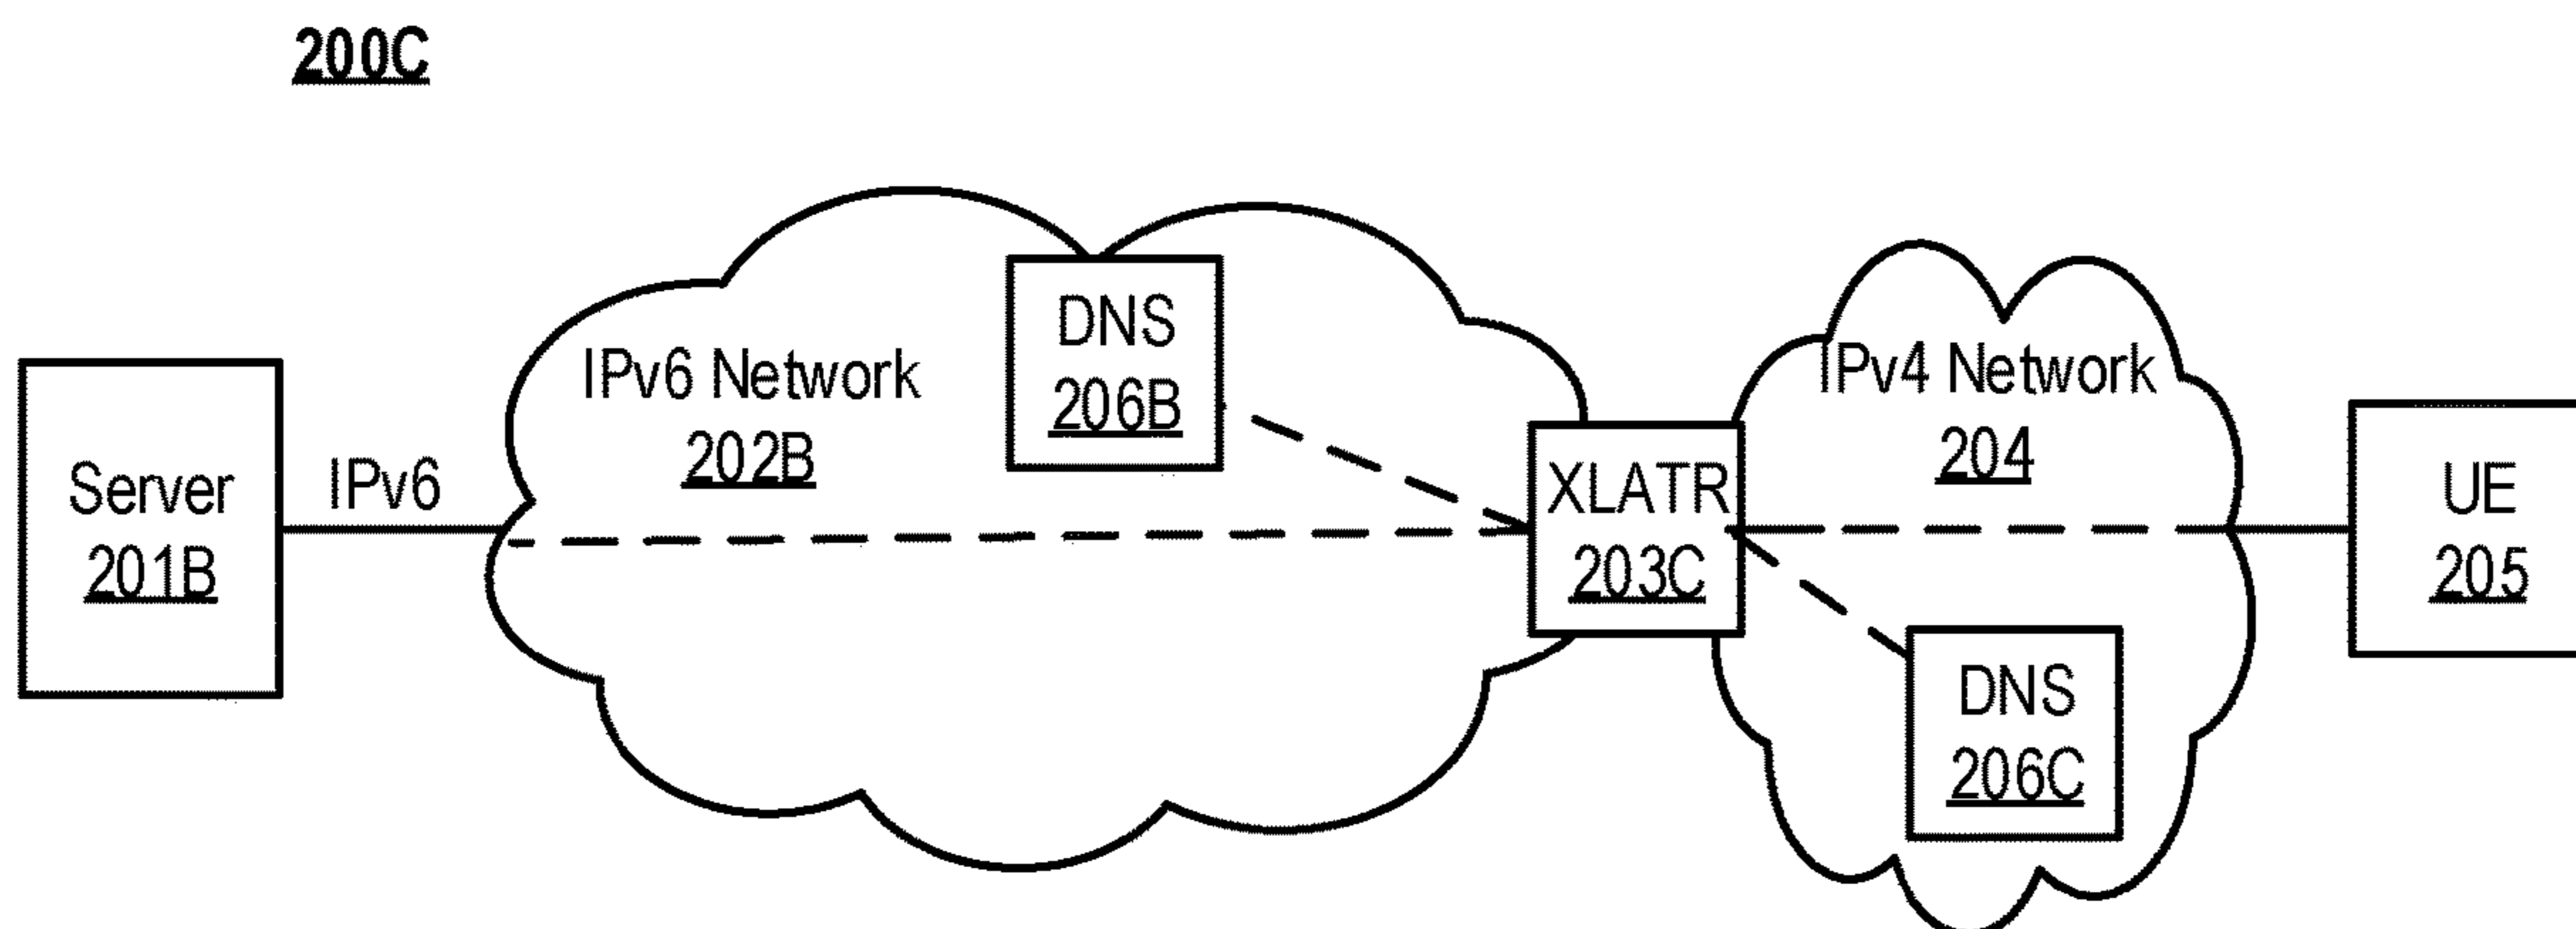 200C
Server
201B
IPv6
IPv6 Network
202B
DNS
206B
XLATR
203C
IPv4 Network
204
DNS
206C
UE
205